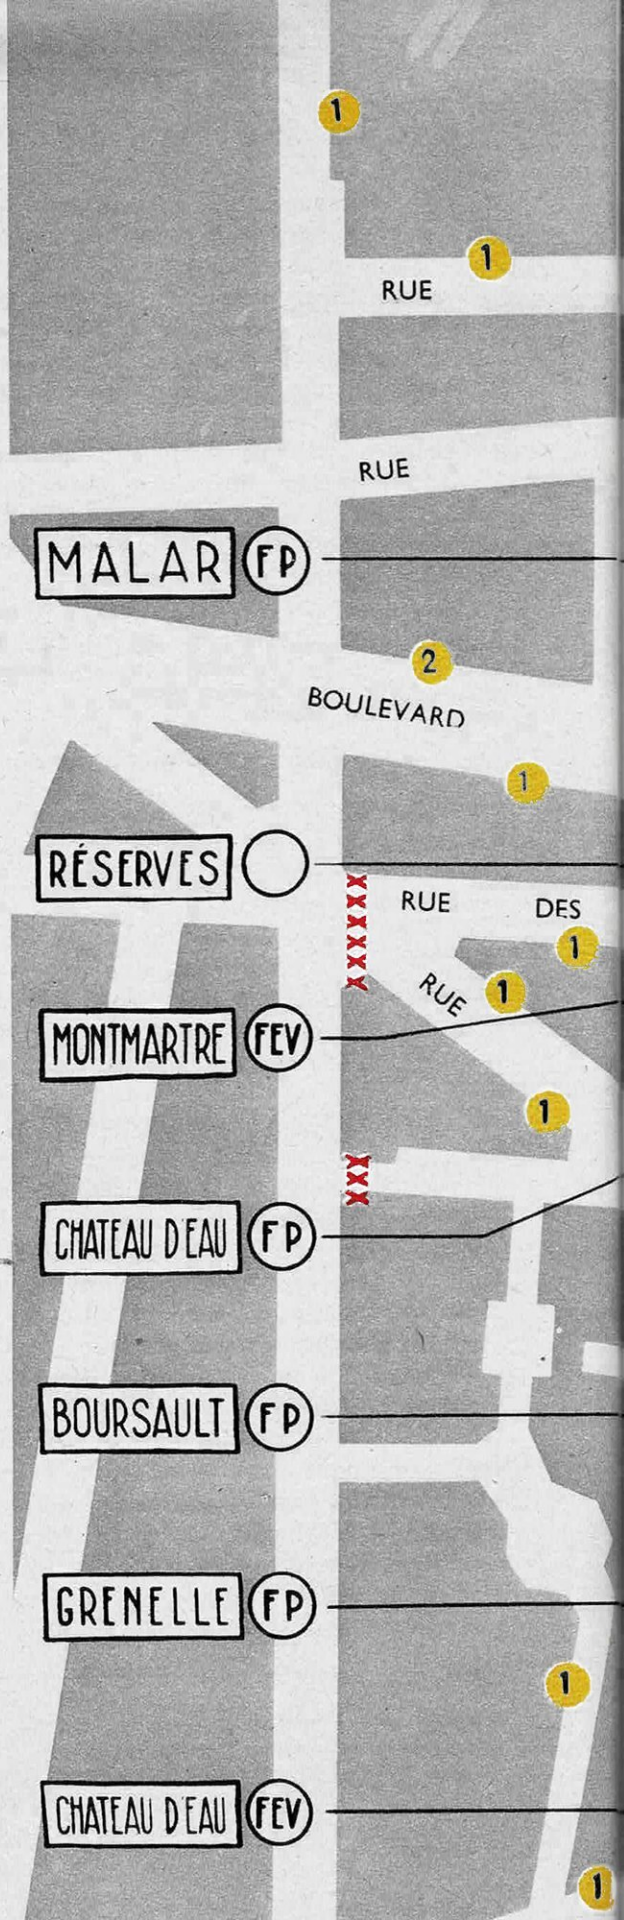 1
1
RUE
RUE
MALAR FP
2
BOULEVARD
1
RÉSERVES
RUE DES
1
RUE 1
MONTMARTRE FEV
1
CHATEAU D'EAU FP
BOURSAULT FP
GRENELLE FP
1
CHATEAU D'EAU FEV
1